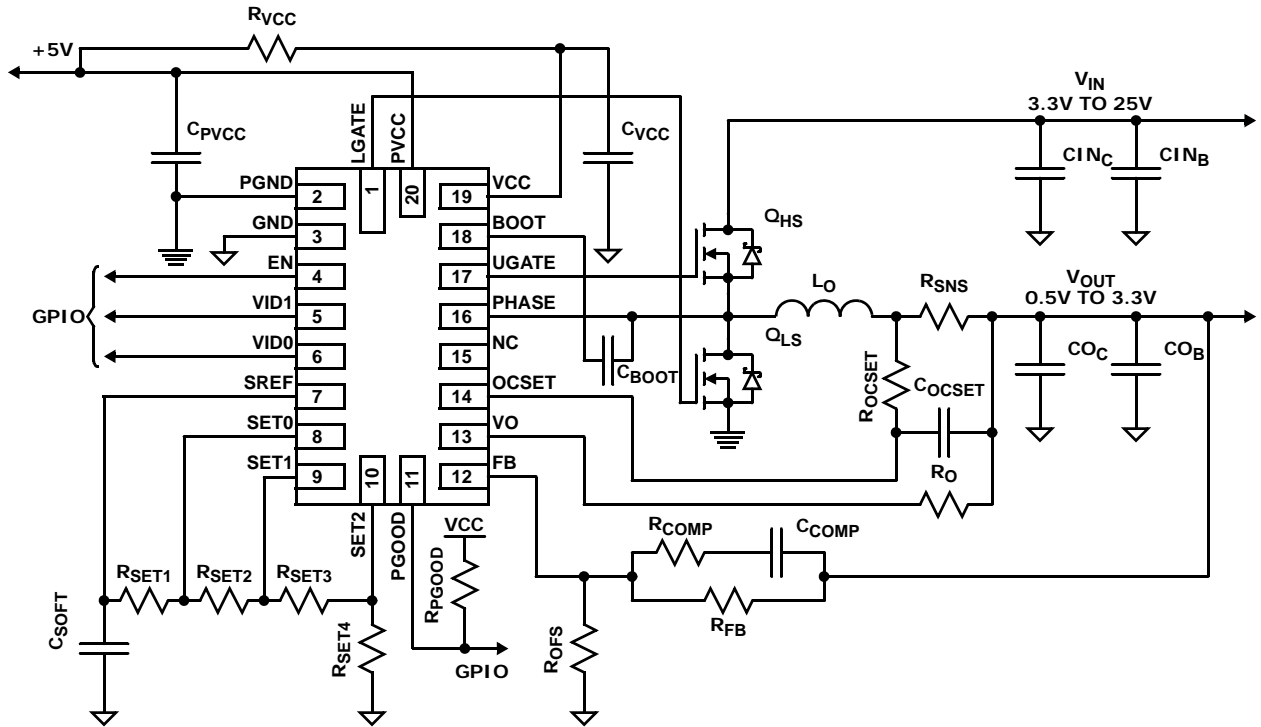 RVCC
+5V
VIN
3.3V TO 25V
CPVCC
LGATE
PVCC
CVCC
CINC
CINB
PGND
2
1
20
19
VCC
GND
3
18
BOOT
QHS
EN
4
17
UGATE
GPIO
VID1
5
16
PHASE
LO
RSNS
VOUT
0.5V TO 3.3V
VID0
6
15
NC
QLS
CBOOT
ROCSET
COCSET
COC
COB
SREF
7
14
OCSET
SET0
8
13
VO
SET1
9
10
11
12
FB
RO
SET2
PGOOD
VCC
RCOMP
CCOMP
RSET1
RSET2
RSET3
RPGOOD
RFB
CSOFT
RSET4
ROFS
GPIO